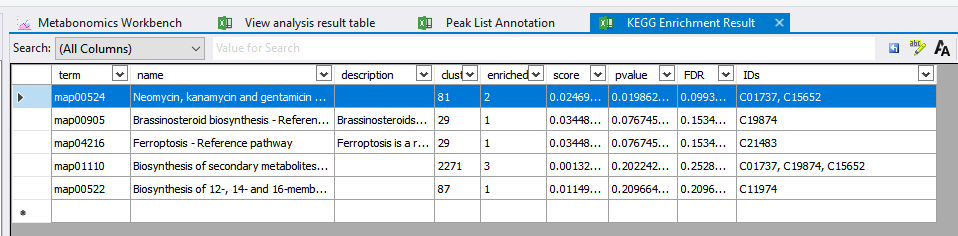 Metabonomics Workbench View analysis result table Peak List Annotation KEGG Enrichment Result
Search: (All Columns) Value for Search
term name description clust enriched score pvalue FDR IDs
map00524 Neomycin, kanamycin and gentamicin ... 81 2 0.02469... 0.019862... 0.0993... C01737, C15652
map00905 Brassinosteroid biosynthesis - Referen... Brassinosteroids... 29 1 0.03448... 0.076745... 0.1534... C19874
map04216 Ferroptosis - Reference pathway Ferroptosis is a r... 29 1 0.03448... 0.076745... 0.1534... C21483
map01110 Biosynthesis of secondary metabolites... 2271 3 0.00132... 0.202242... 0.2528... C01737, C19874, C15652
map00522 Biosynthesis of 12-, 14- and 16-memb... 87 1 0.01149... 0.209664... 0.2096... C11974